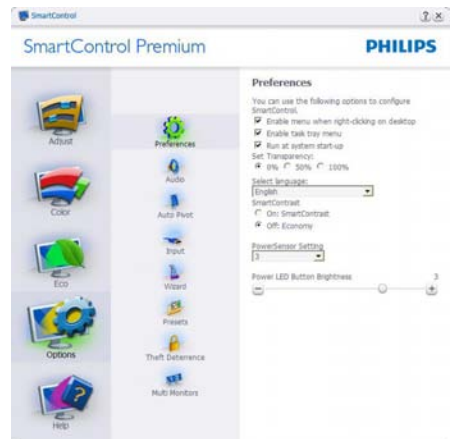 SmartControl
SmartControl Premium
PHILIPS
Adjust
Color
Eco
Options
Help
Preferences
Audio
Auto Pivot
Input
Wizard
Presets
Theft Deterrence
Multi Monitors
Preferences
You can use the following options to configure
SmartControl.
Enable menu when right-clicking on desktop
Enable task tray menu
Run at system start-up
Set Transparency:
0% 50% 100%
Select language:
English
SmartContrast
On: SmartContrast
Off: Economy
PowerSensor Setting
3
Power LED Button Brightness 3